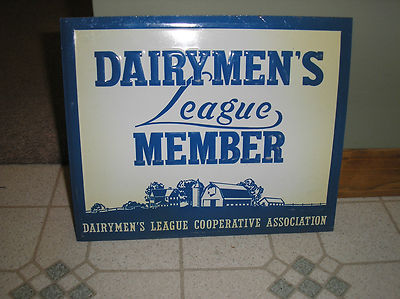 DAIRYMEN'S
League
MEMBER
DAIRYMEN'S LEAGUE COOPERATIVE ASSOCIATION